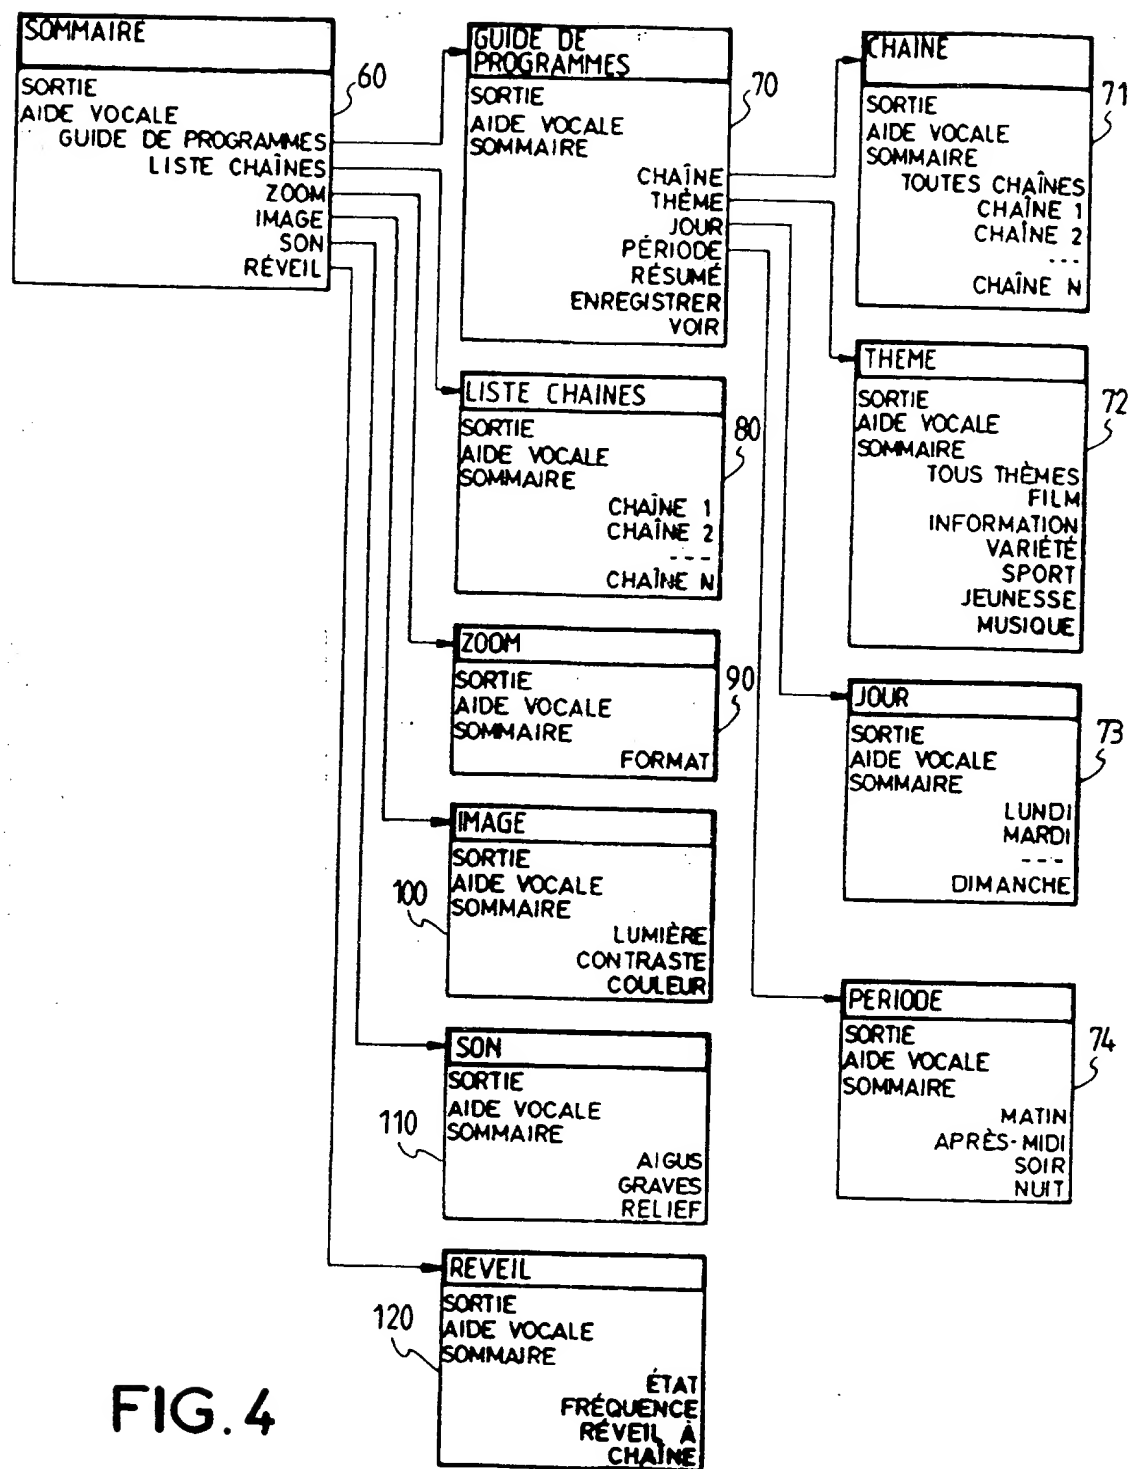 SOMMAIRE
SORTIE
AIDE VOCALE
GUIDE DE PROGRAMMES
LISTE CHAÎNES
ZOOM
IMAGE
SON
RÉVEIL
60
GUIDE DE
PROGRAMMES
SORTIE
AIDE VOCALE
SOMMAIRE
CHAÎNE
THÈME
JOUR
PÉRIODE
RÉSUMÉ
ENREGISTRER
VOIR
70
CHAINE
SORTIE
AIDE VOCALE
SOMMAIRE
TOUTES CHAÎNES
CHAÎNE 1
CHAÎNE 2
---
CHAÎNE N
71
LISTE CHAINES
SORTIE
AIDE VOCALE
SOMMAIRE
CHAÎNE 1
CHAÎNE 2
---
CHAÎNE N
80
THEME
SORTIE
AIDE VOCALE
SOMMAIRE
TOUS THÈMES
FILM
INFORMATION
VARIÉTÉ
SPORT
JEUNESSE
MUSIQUE
72
ZOOM
SORTIE
AIDE VOCALE
SOMMAIRE
FORMAT
90
JOUR
SORTIE
AIDE VOCALE
SOMMAIRE
LUNDI
MARDI
---
DIMANCHE
73
IMAGE
SORTIE
AIDE VOCALE
SOMMAIRE
LUMIÈRE
CONTRASTE
COULEUR
100
PERIODE
SORTIE
AIDE VOCALE
SOMMAIRE
MATIN
APRÈS-MIDI
SOIR
NUIT
74
SON
SORTIE
AIDE VOCALE
SOMMAIRE
AIGUS
GRAVES
RELIEF
110
REVEIL
SORTIE
AIDE VOCALE
SOMMAIRE
ÉTAT
FRÉQUENCE
RÉVEIL À
CHAÎNE
120
FIG. 4